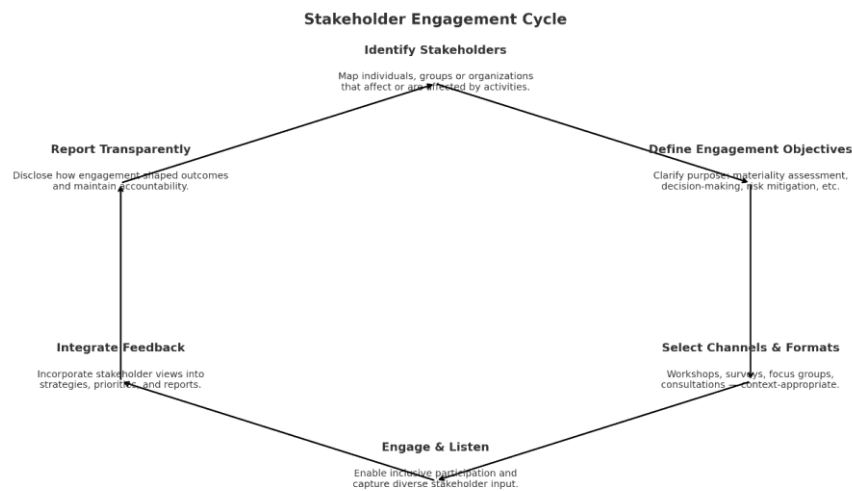 Stakeholder Engagement Cycle
Identify Stakeholders
Map individuals, groups or organizations
that affect or are affected by activities.
Define Engagement Objectives
Clarify purpose: materiality assessment,
decision-making, risk mitigation, etc.
Select Channels & Formats
Workshops, surveys, focus groups,
consultations — context-appropriate.
Engage & Listen
Enable inclusive participation and
capture diverse stakeholder input.
Integrate Feedback
Incorporate stakeholder views into
strategies, priorities, and reports.
Report Transparently
Disclose how engagement shaped outcomes
and maintain accountability.